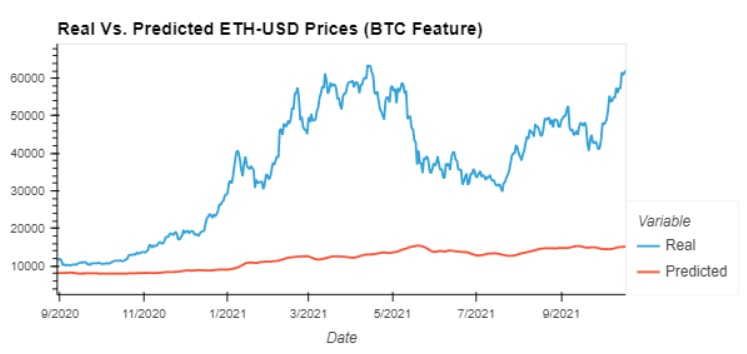 Real Vs. Predicted ETH-USD Prices (BTC Feature)
60000
50000
40000
30000
20000
10000
9/2020 11/2020 1/2021 3/2021 5/2021 7/2021 9/2021
Date
Variable
Real
Predicted